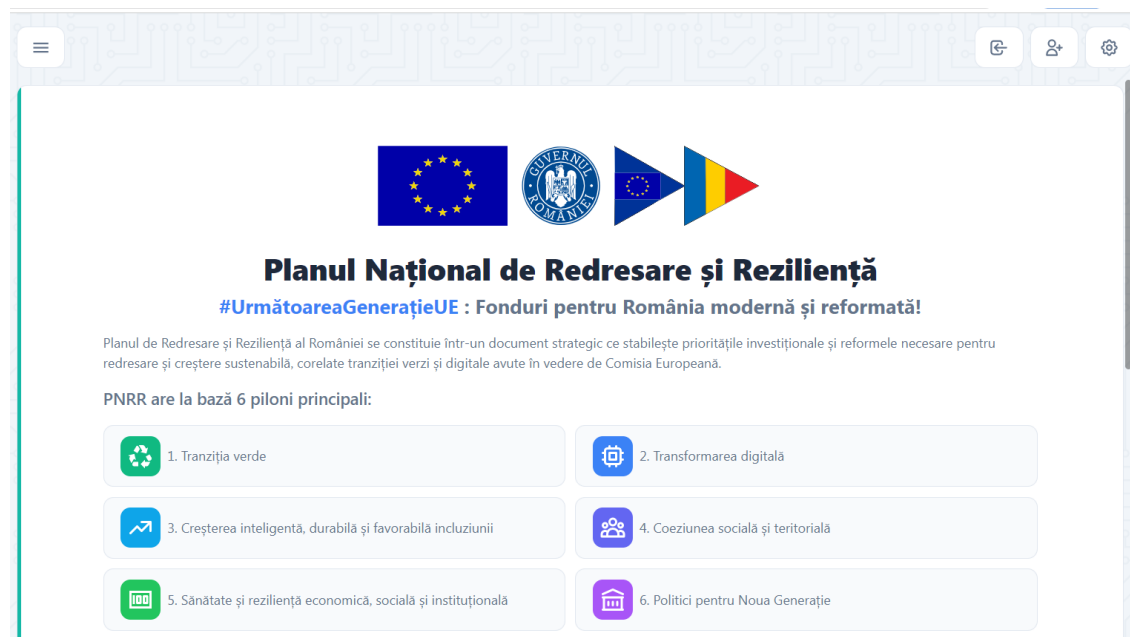 GUVERNUL ROMÂNIEI
Planul Național de Redresare și Reziliență
#UrmătoareaGenerațieUE : Fonduri pentru România modernă și reformată!
Planul de Redresare și Reziliență al României se constituie într-un document strategic ce stabilește prioritățile investiționale și reformele necesare pentru
redresare și creștere sustenabilă, corelate tranziției verzi și digitale avute în vedere de Comisia Europeană.
PNRR are la bază 6 piloni principali:
1. Tranziția verde
2. Transformarea digitală
3. Creșterea inteligentă, durabilă și favorabilă incluziunii
4. Coeziunea socială și teritorială
5. Sănătate și reziliență economică, socială și instituțională
6. Politici pentru Noua Generație